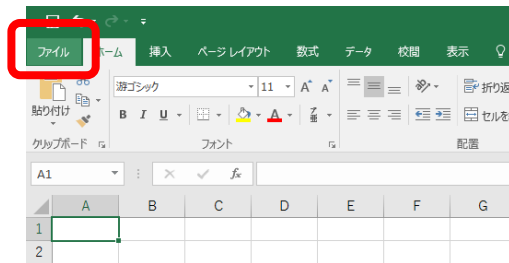 ファイル ホーム 挿入 ページ レイアウト 数式 データ 校閲 表示
游ゴシック 11 A A
折り返
貼り付け B I U A 亜
セルを
クリップボード フォント 配置
A1 fx
A B C D E F G
1
2